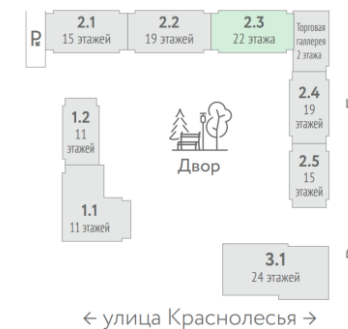 2.1
15 этажей
2.2
19 этажей
2.3
22 этажа
Торговая
галлерея
2 этажа
Р
2.4
19
этажей
1.2
11
этажей
Двор
2.5
15
этажей
1.1
11 этажей
3.1
24 этажей
← улица Краснолесья →